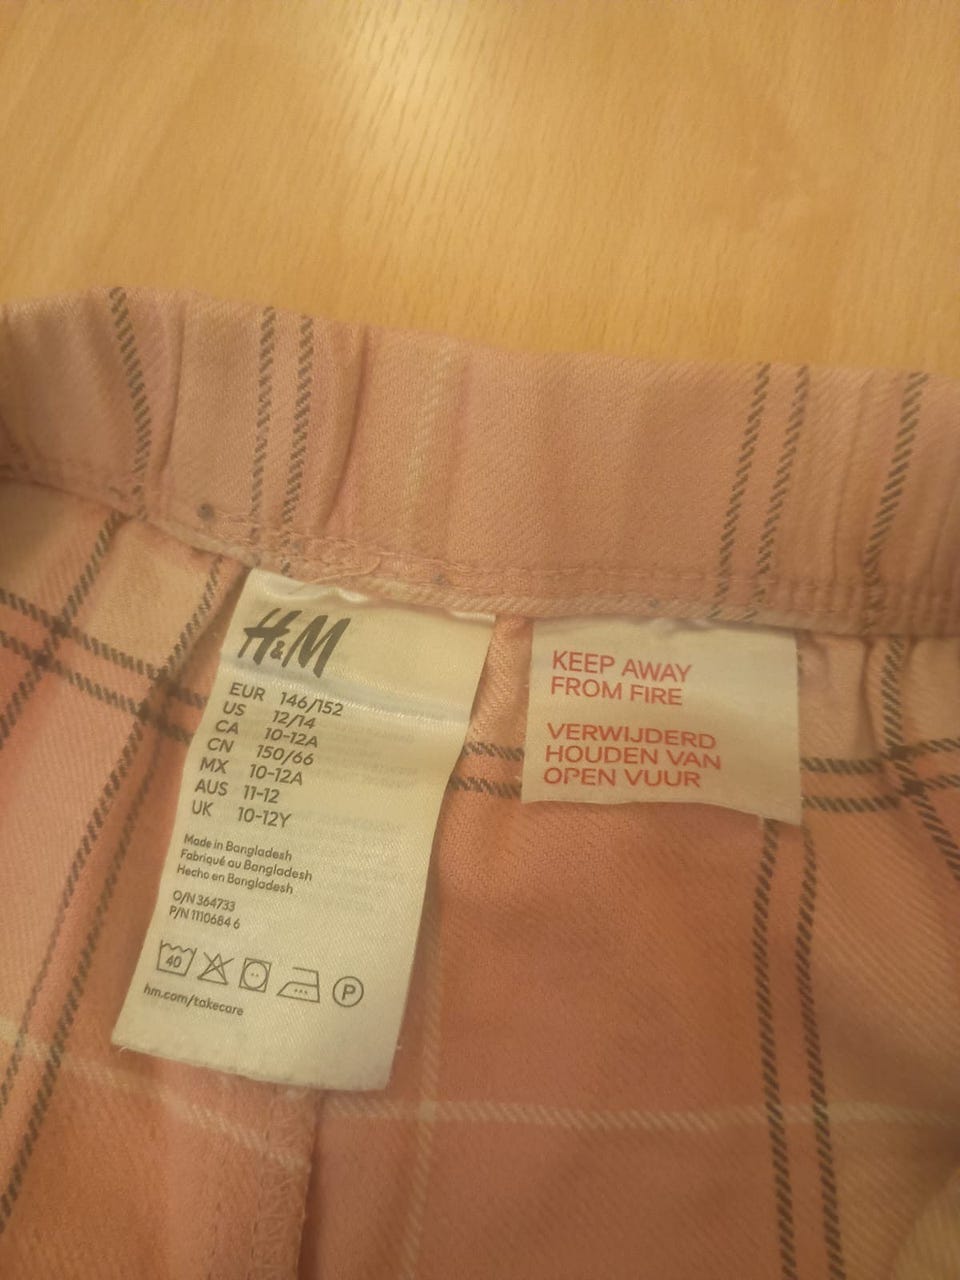 H&M
EUR 146/152
US 12/14
CA 10-12A
CN 150/66
MX 10-12A
AUS 11-12
UK 10-12Y
Made in Bangladesh
Fabriqué au Bangladesh
Hecho en Bangladesh
O/N 364733
P/N 1110684 6
40
P
hm.com/takecare
KEEP AWAY
FROM FIRE
VERWIJDERD
HOUDEN VAN
OPEN VUUR